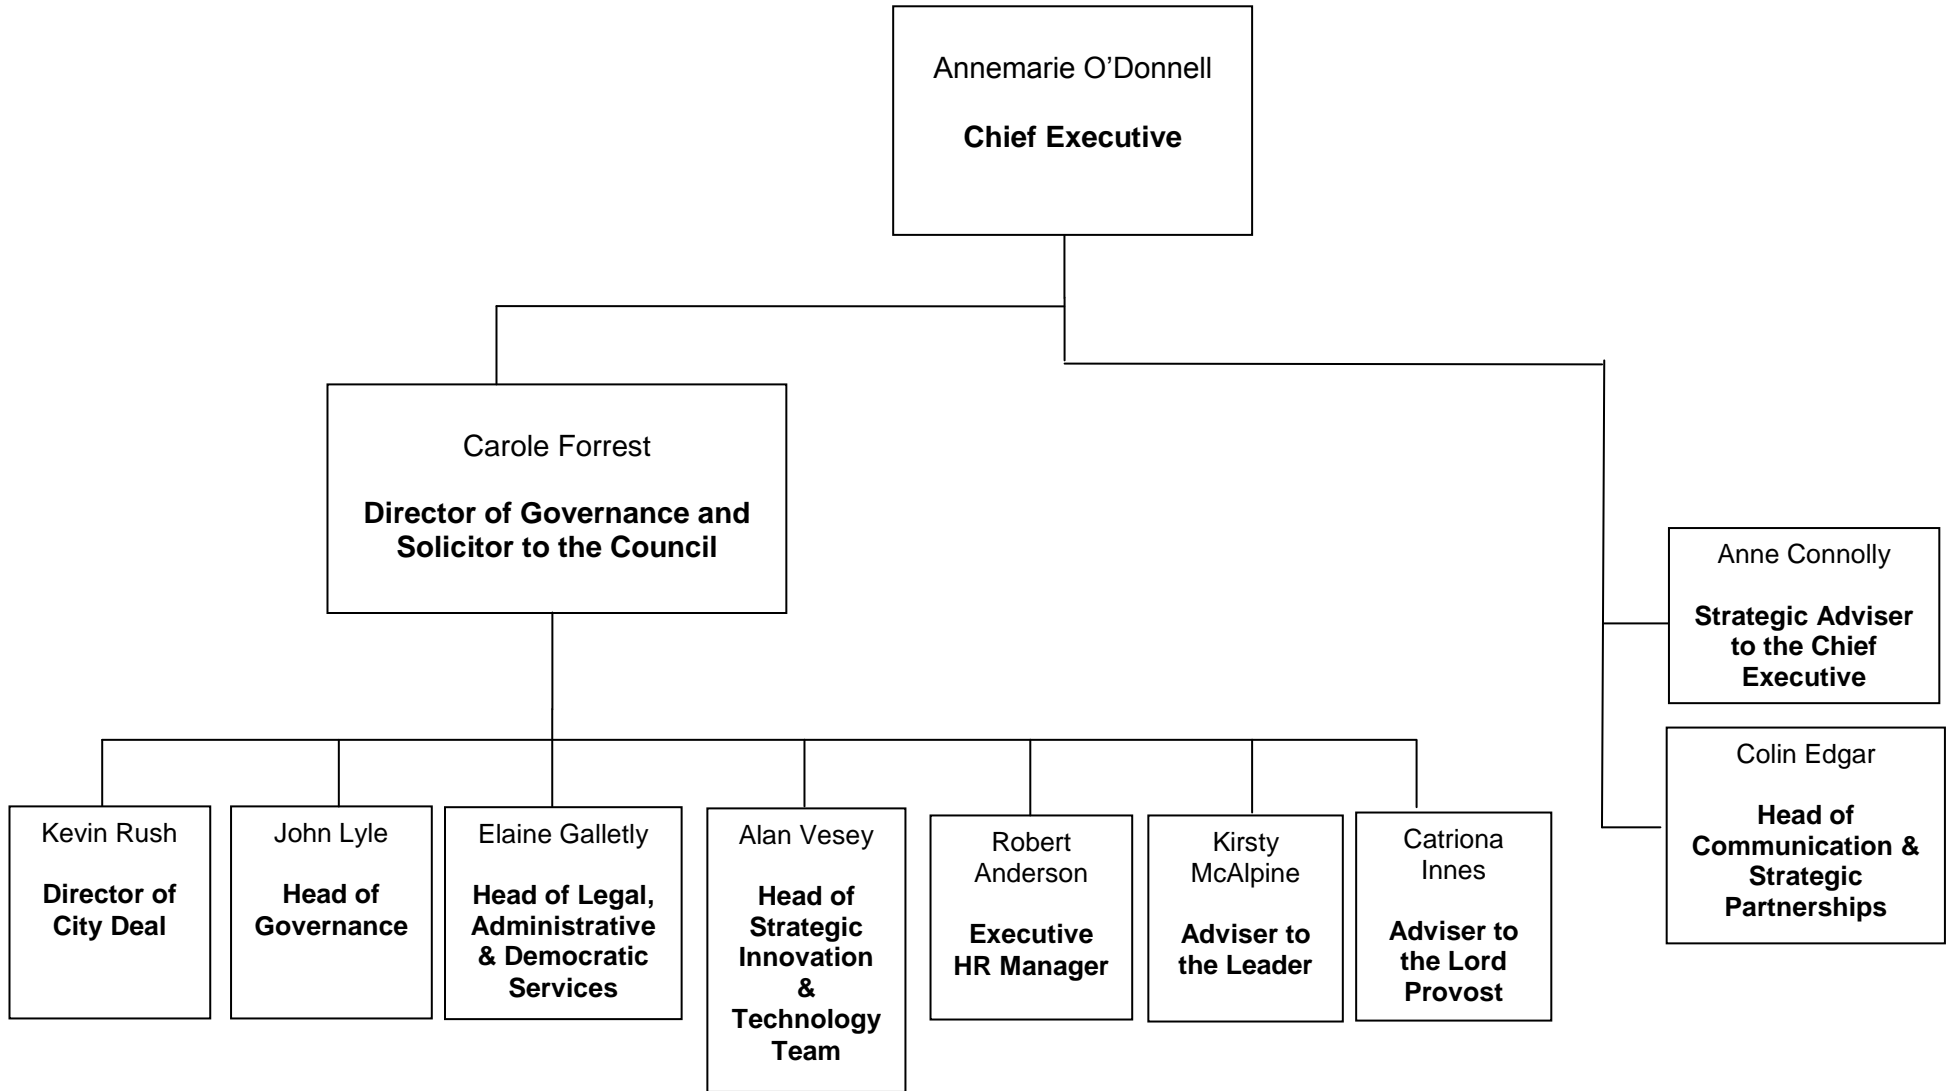 Annemarie O’Donnell
Chief Executive
Carole Forrest
Director of Governance and
Solicitor to the Council
Anne Connolly
Strategic Adviser
to the Chief
Executive
Colin Edgar
Head of
Communication &
Strategic
Partnerships
Kevin Rush
Director of
City Deal
John Lyle
Head of
Governance
Elaine Galletly
Head of Legal,
Administrative
& Democratic
Services
Alan Vesey
Head of
Strategic
Innovation
&
Technology
Team
Robert
Anderson
Executive
HR Manager
Kirsty
McAlpine
Adviser to
the Leader
Catriona
Innes
Adviser to
the Lord
Provost